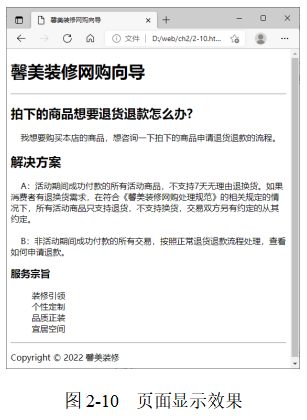 馨美装修网购向导
文件 | D:/web/ch2/2-10.h...
馨美装修网购向导
拍下的商品想要退货退款怎么办?
我想要购买本店的商品，想咨询一下拍下的商品申请退货退款的流程。
解决方案
A：活动期间成功付款的所有活动商品，不支持7天无理由退换货。如果
消费者有退换货需求，在符合《馨美装修网购处理规范》的相关规定的情
况下，所有活动商品只支持退货，不支持换货，交易双方另有约定的从其
约定。
B：非活动期间成功付款的所有交易，按照正常退货退款流程处理，查看
如何申请退款。
服务宗旨
装修引领
个性定制
品质正装
宜居空间
Copyright © 2022 馨美装修
图 2-10 页面显示效果